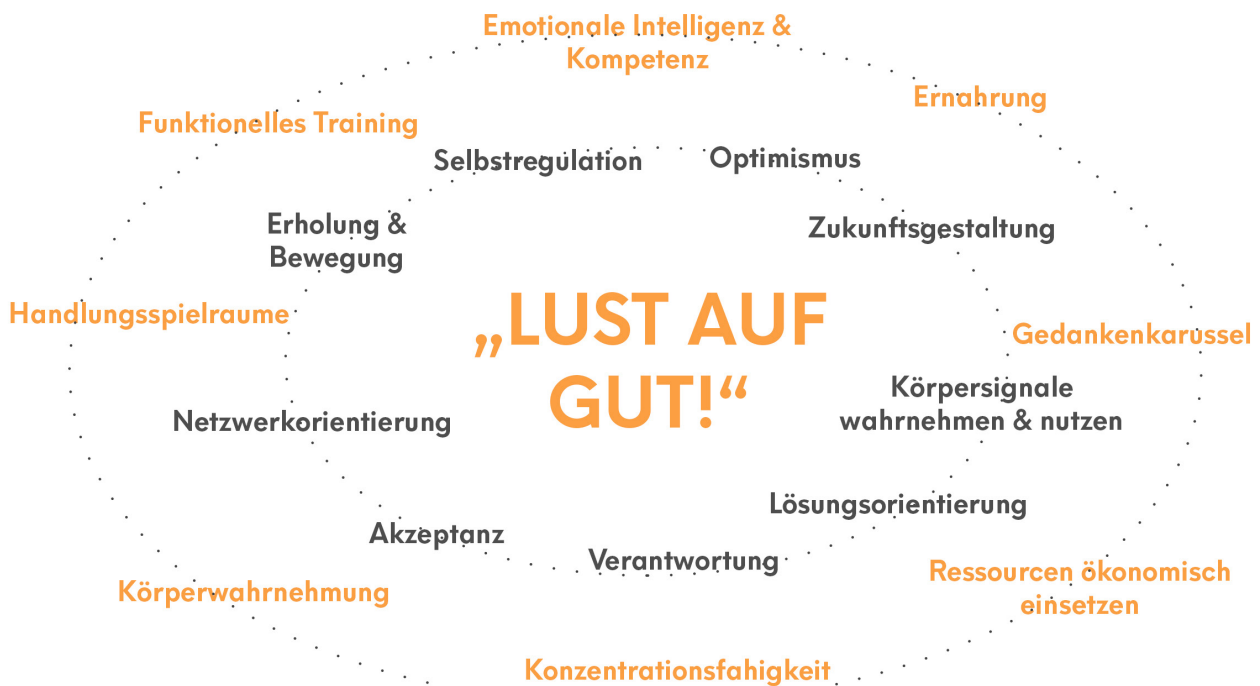 Emotionale Intelligenz &
Kompetenz
Ernahrung
Funktionelles Training
Selbstregulation
Optimismus
Erholung &
Bewegung
Zukunftsgestaltung
Handlungsspielraume
„LUST AUF
GUT!“
Gedankenkarussel
Körpersignale
wahrnehmen & nutzen
Netzwerkorientierung
Lösungsorientierung
Akzeptanz
Verantwortung
Körperwahrnehmung
Ressourcen ökonomisch
einsetzen
Konzentrationsfahigkeit